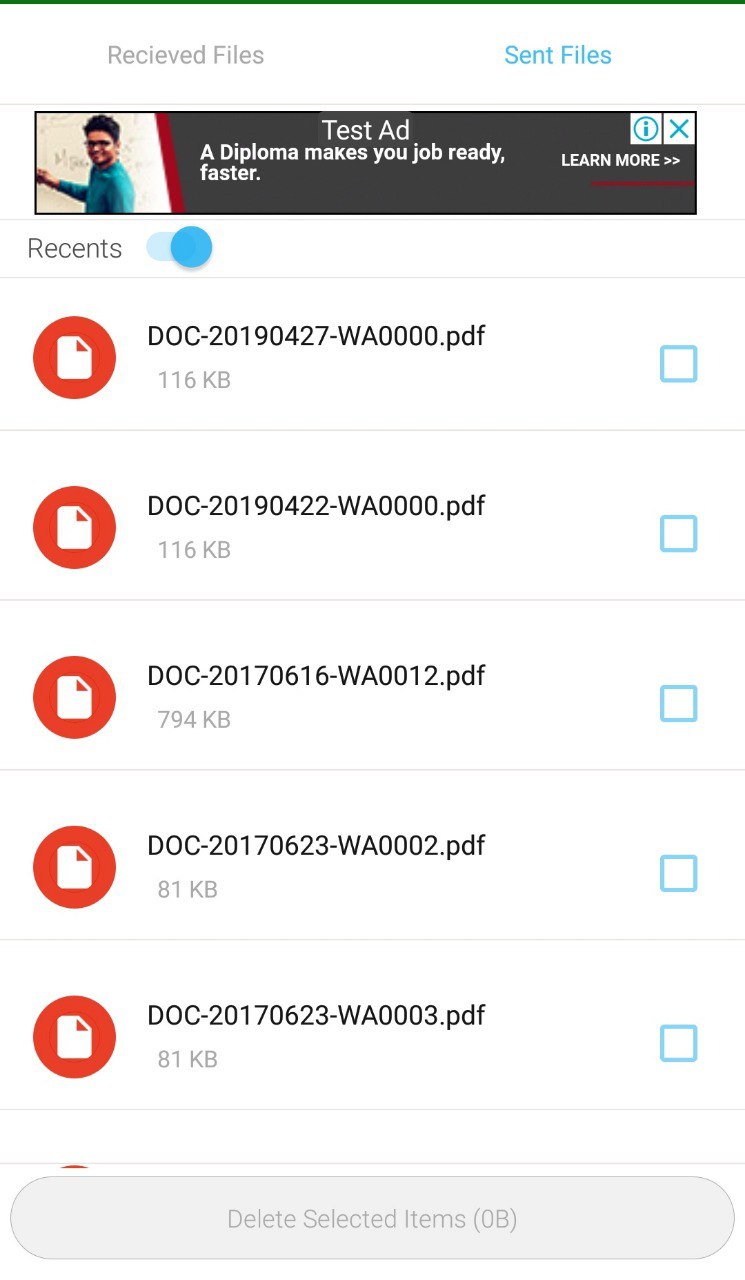 Recieved Files
Sent Files
Test Ad
A Diploma makes you job ready,
faster.
LEARN MORE >>
Recents
DOC-20190427-WA0000.pdf
116 KB
DOC-20190422-WA0000.pdf
116 KB
DOC-20170616-WA0012.pdf
794 KB
DOC-20170623-WA0002.pdf
81 KB
DOC-20170623-WA0003.pdf
81 KB
Delete Selected Items (0B)